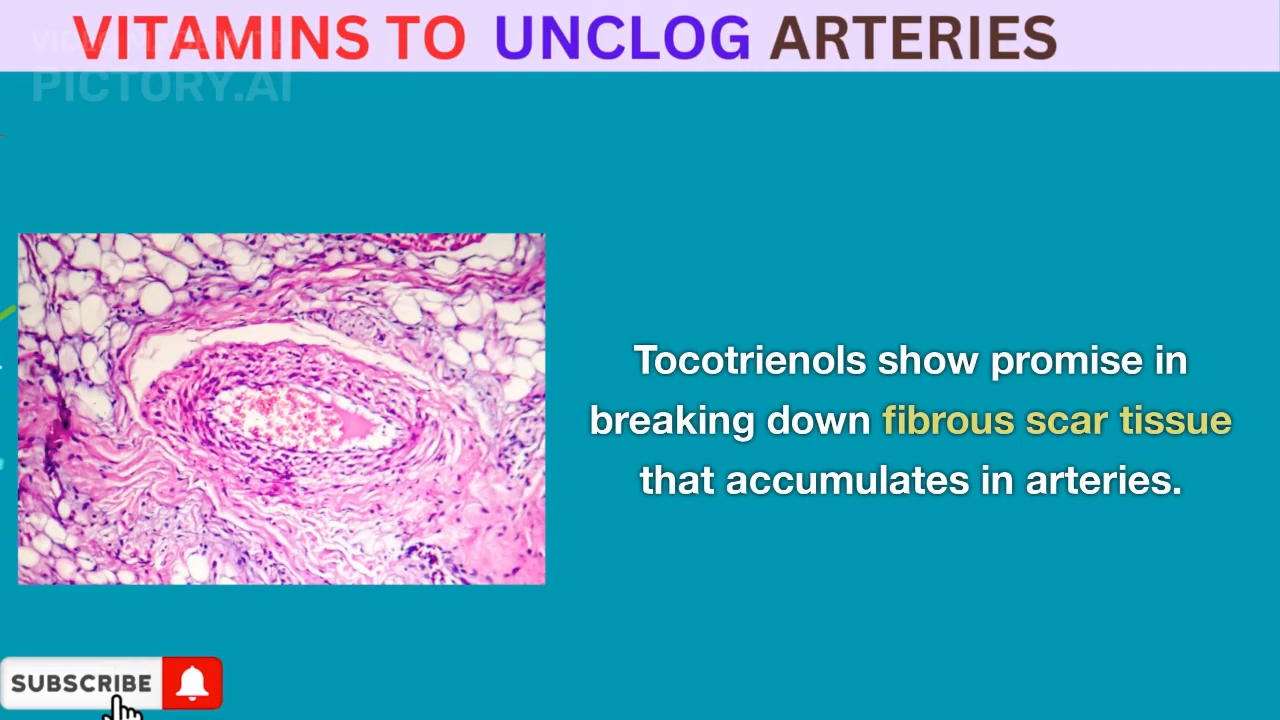 VITAMINS TO UNCLOG ARTERIES
PICTORY.AI
Tocotrienols show promise in
breaking down fibrous scar tissue
that accumulates in arteries.
SUBSCRIBE